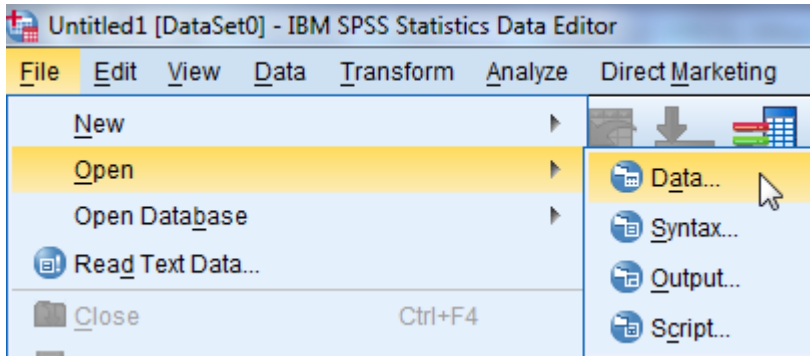 Untitled1 [DataSet0] - IBM SPSS Statistics Data Editor
File Edit View Data Transform Analyze Direct Marketing
New
Open
Open Database
Read Text Data...
Close Ctrl+F4
Data...
Syntax...
Output...
Script...